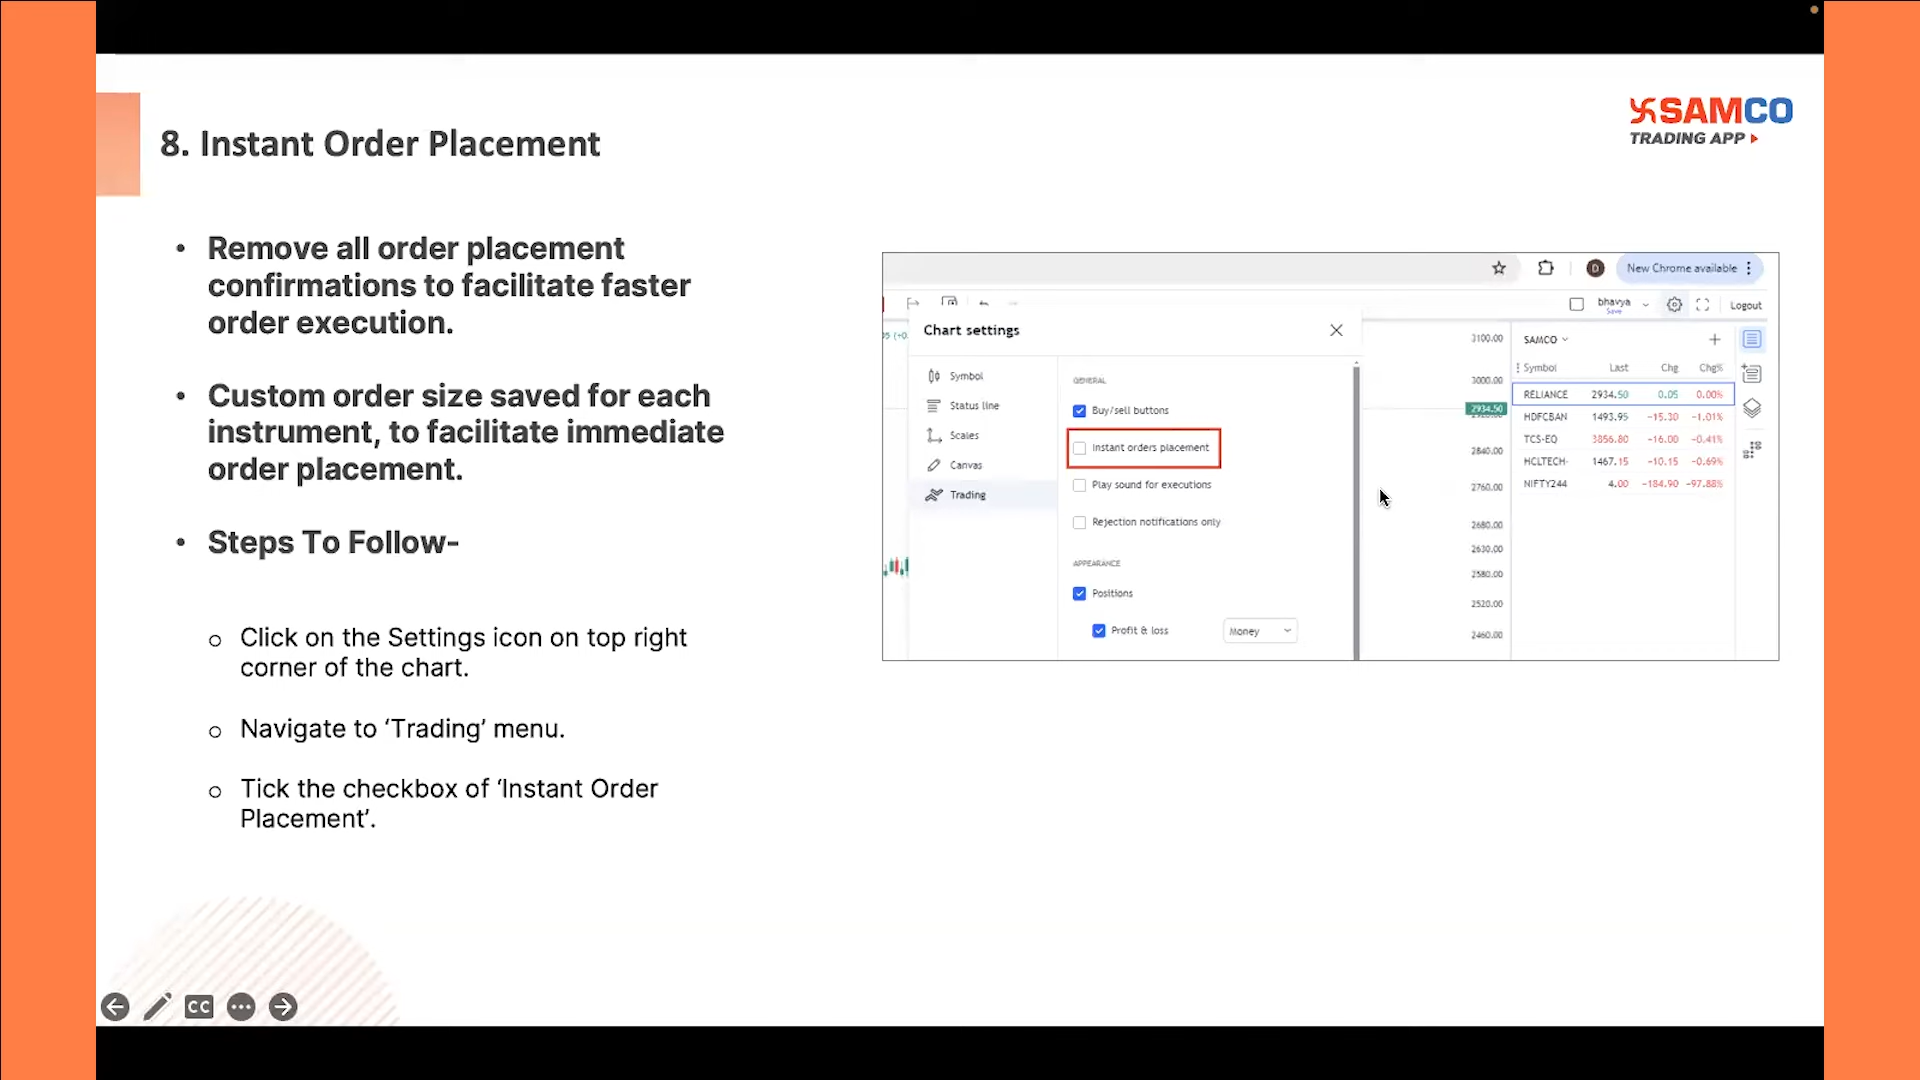 SAMCO
TRADING APP
8. Instant Order Placement
• Remove all order placement
confirmations to facilitate faster
order execution.
• Custom order size saved for each
instrument, to facilitate immediate
order placement.
• Steps To Follow-
o Click on the Settings icon on top right
corner of the chart.
o Navigate to ‘Trading’ menu.
o Tick the checkbox of ‘Instant Order
Placement’.
D New Chrome available
bhavya
Save
Logout
Chart settings
Symbol
Status line
Scales
Canvas
Trading
GENERAL
Buy/sell buttons
Instant orders placement
Play sound for executions
Rejection notifications only
APPEARANCE
Positions
Profit & loss Money
3100.00
3000.00
2934.50
2840.00
2760.00
2680.00
2630.00
2580.00
2520.00
2460.00
SAMCO
Symbol Last Chg Chg%
RELIANCE 2934.50 0.05 0.00%
HDFCBAN 1493.95 -15.30 -1.01%
TCS-EQ 3856.80 -16.00 -0.41%
HCLTECH- 1467.15 -10.15 -0.69%
NIFTY244 4.00 -184.90 -97.88%
CC